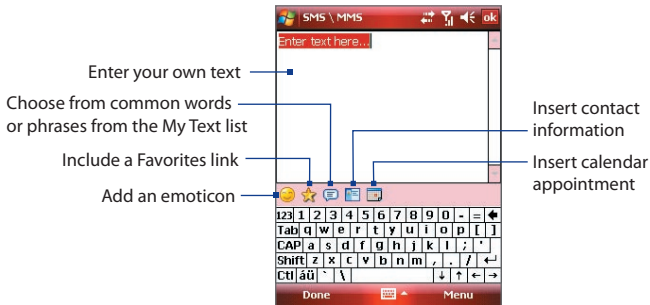 SMS \ MMS ok
Enter text here...
Enter your own text
Choose from common words
or phrases from the My Text list
Include a Favorites link
Add an emoticon
Insert contact
information
Insert calendar
appointment
123 1 2 3 4 5 6 7 8 9 0 - =
Tab q w e r t y u i o p [ ]
CAP a s d f g h j k l ; '
Shift z x c v b n m , . /
Ctl áü ` \ ↓ ↑ ← →
Done Menu